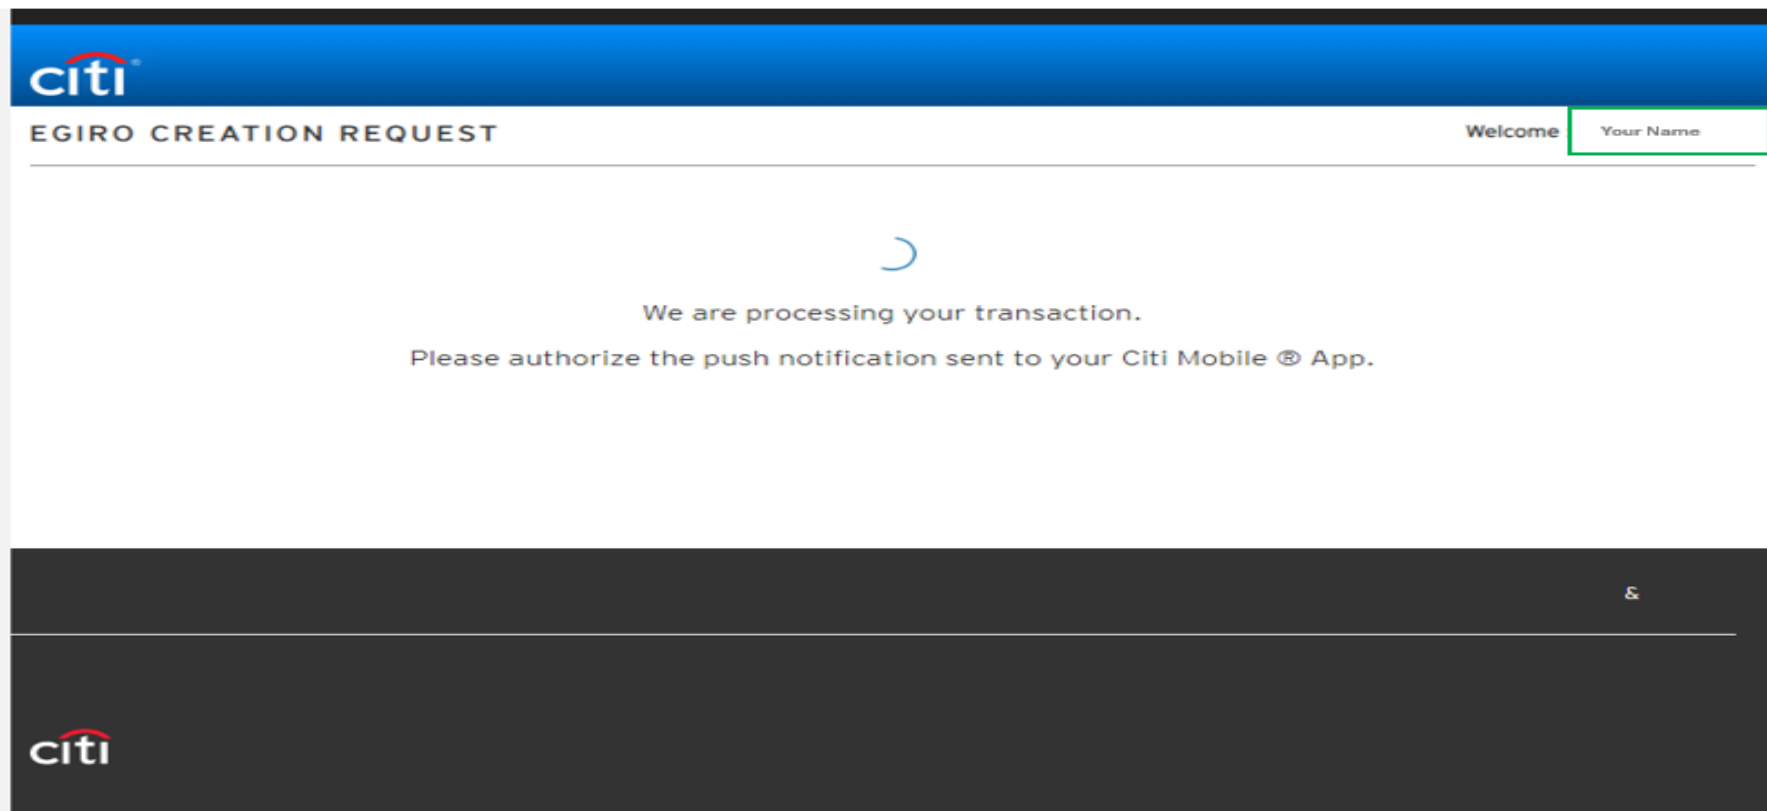 citi®
EGIRO CREATION REQUEST
Welcome : Your Name
We are processing your transaction.
Please authorize the push notification sent to your Citi Mobile ® App.
&
citi